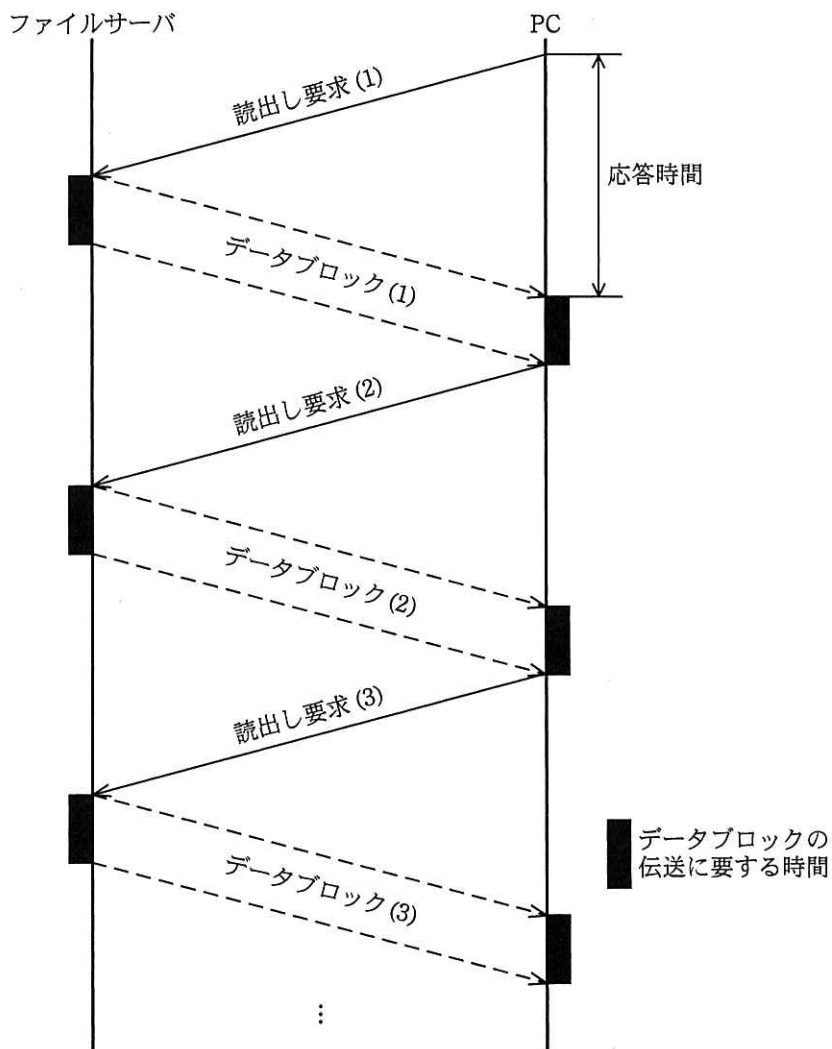 ファイルサーバ
PC
読出し要求(1)
応答時間
データブロック(1)
読出し要求(2)
データブロック(2)
読出し要求(3)
データブロックの
伝送に要する時間
データブロック(3)
⋮